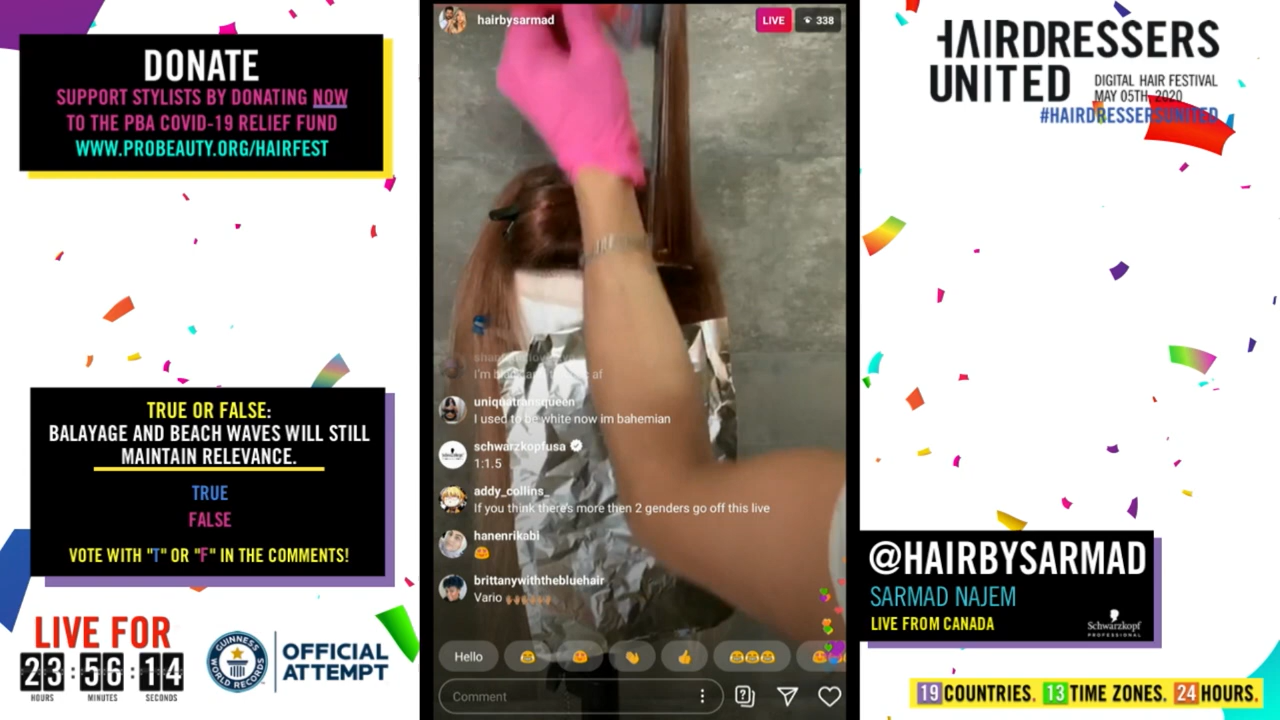 DONATE
SUPPORT STYLISTS BY DONATING NOW
TO THE PBA COVID-19 RELIEF FUND
WWW.PROBEAUTY.ORG/HAIRFEST
TRUE OR FALSE:
BALAYAGE AND BEACH WAVES WILL STILL
MAINTAIN RELEVANCE.
TRUE
FALSE
VOTE WITH "T" OR "F" IN THE COMMENTS!
LIVE FOR
23:56:14
HOURS MINUTES SECONDS
GUINNESS
WORLD RECORDS
OFFICIAL
ATTEMPT
hairbysarmad
LIVE
338
af
uniquatransqueen
I used to be white now im bahemian
schwarzkopfusa
1:1.5
addy_collins_
If you think there's more then 2 genders go off this live
hanenrikabi
brittanywiththebluehair
Vario
Hello
Comment
HAIRDRESSERS
UNITED
DIGITAL HAIR FESTIVAL
MAY 05TH, 2020
#HAIRDRESSERSUNITED
@HAIRBYSARMAD
SARMAD NAJEM
LIVE FROM CANADA
Schwarzkopf
PROFESSIONAL
19 COUNTRIES. 13 TIME ZONES. 24 HOURS.